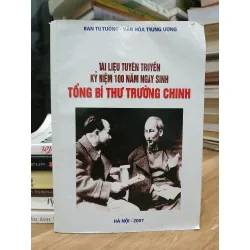 BAN TƯ TƯỞNG - VĂN HÓA TRUNG ƯƠNG
TÀI LIỆU TUYÊN TRUYỀN
KỶ NIỆM 100 NĂM NGÀY SINH
TỔNG BÍ THƯ TRƯỜNG CHINH
HÀ NỘI - 2007